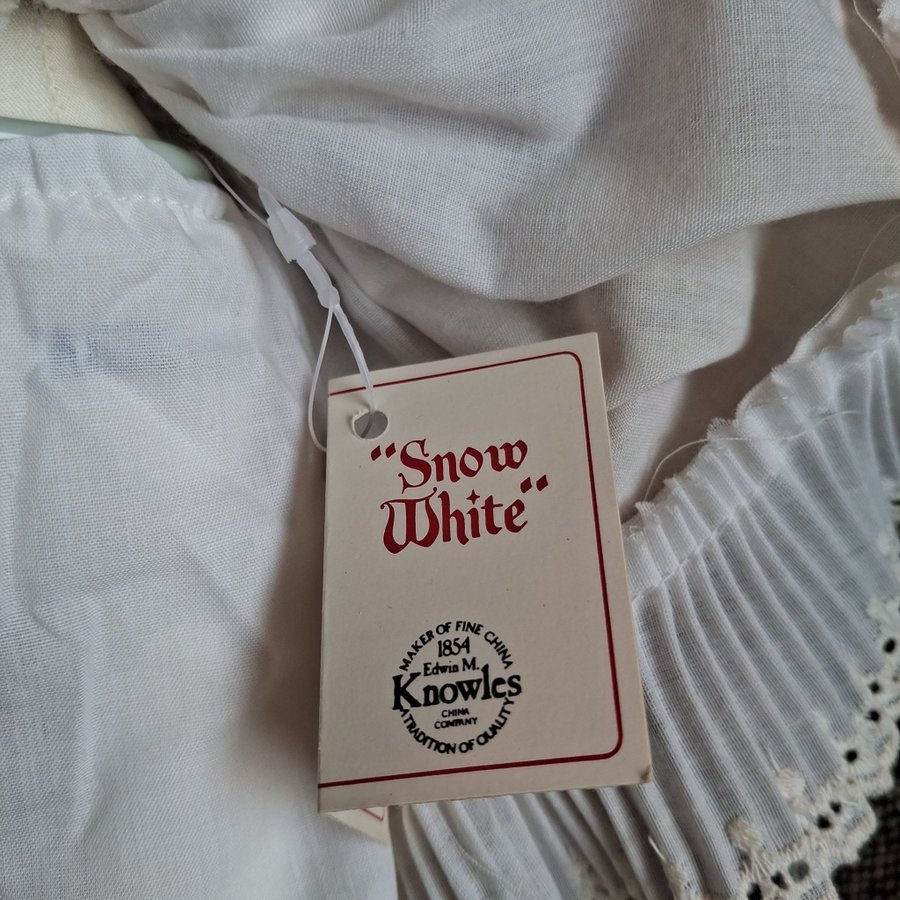 "Snow
White"
MAKER OF FINE CHINA
1854
Edwin M.
Knowles
CHINA
COMPANY
A TRADITION OF QUALITY